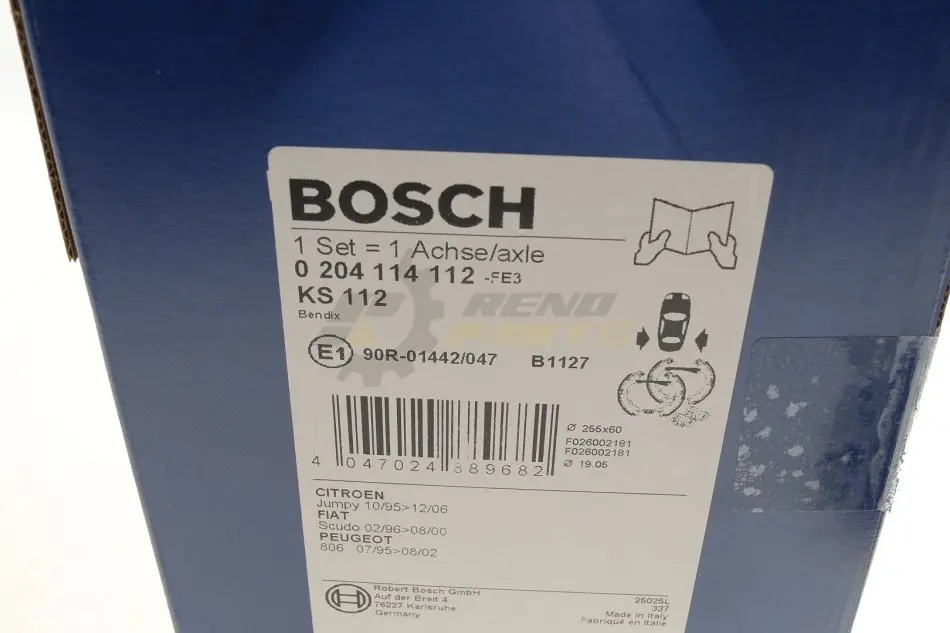 BOSCH
1 Set = 1 Achse/axle
0 204 114 112 -FE3
KS 112
Bendix
RENO
PARTS
E1 90R-01442/047 B1127
Ø 255x60
F026002181
F026002181
Ø 19.05
4 047024 889682
CITROEN
Jumpy 10/95>12/06
FIAT
Scudo 02/96>08/00
PEUGEOT
806 07/95>08/02
Robert Bosch GmbH
Auf der Breit 4
76227 Karlsruhe
Germany
25025L
337
Made in Italy
Fabriqué en Italie